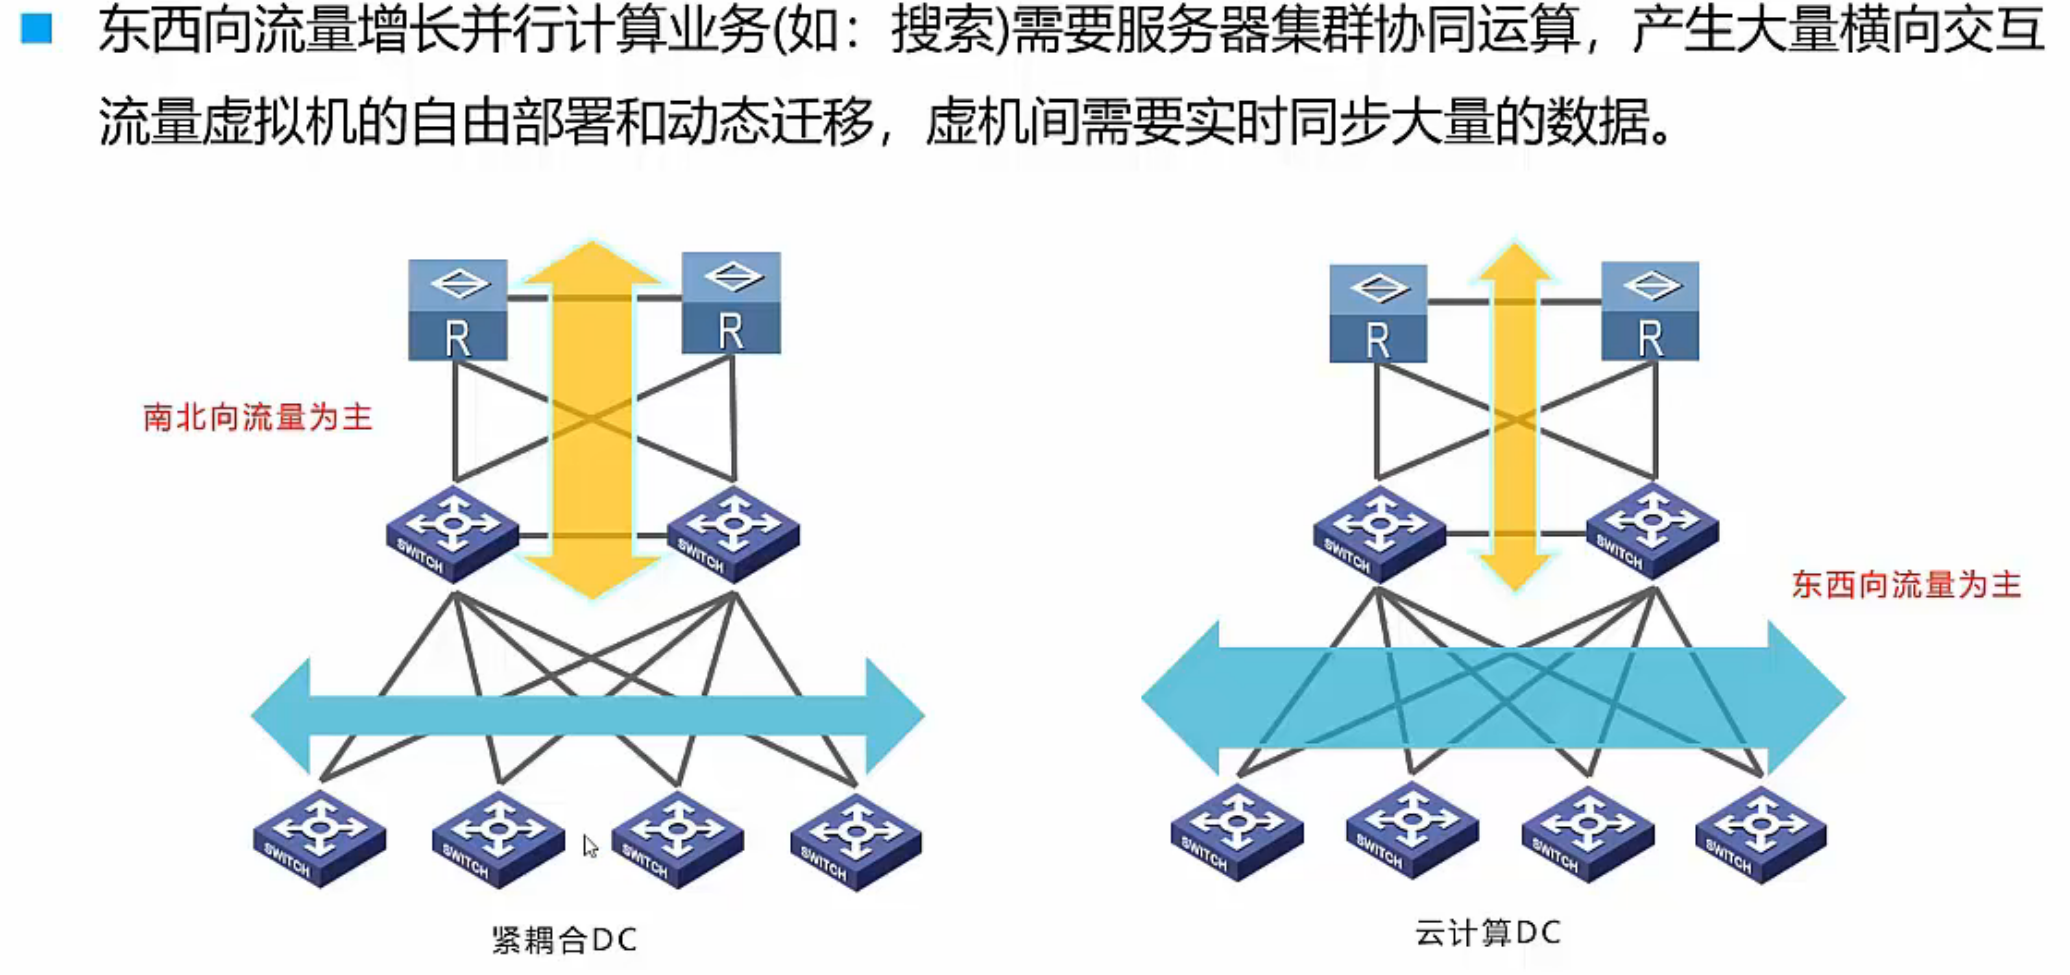 东西向流量增长并行计算业务(如：搜索)需要服务器集群协同运算，产生大量横向交互
流量虚拟机的自由部署和动态迁移，虚机间需要实时同步大量的数据。
R
R
R
R
南北向流量为主
SWITCH
SWITCH
SWITCH
SWITCH
东西向流量为主
SWITCH
SWITCH
SWITCH
SWITCH
SWITCH
SWITCH
SWITCH
SWITCH
紧耦合DC
云计算DC